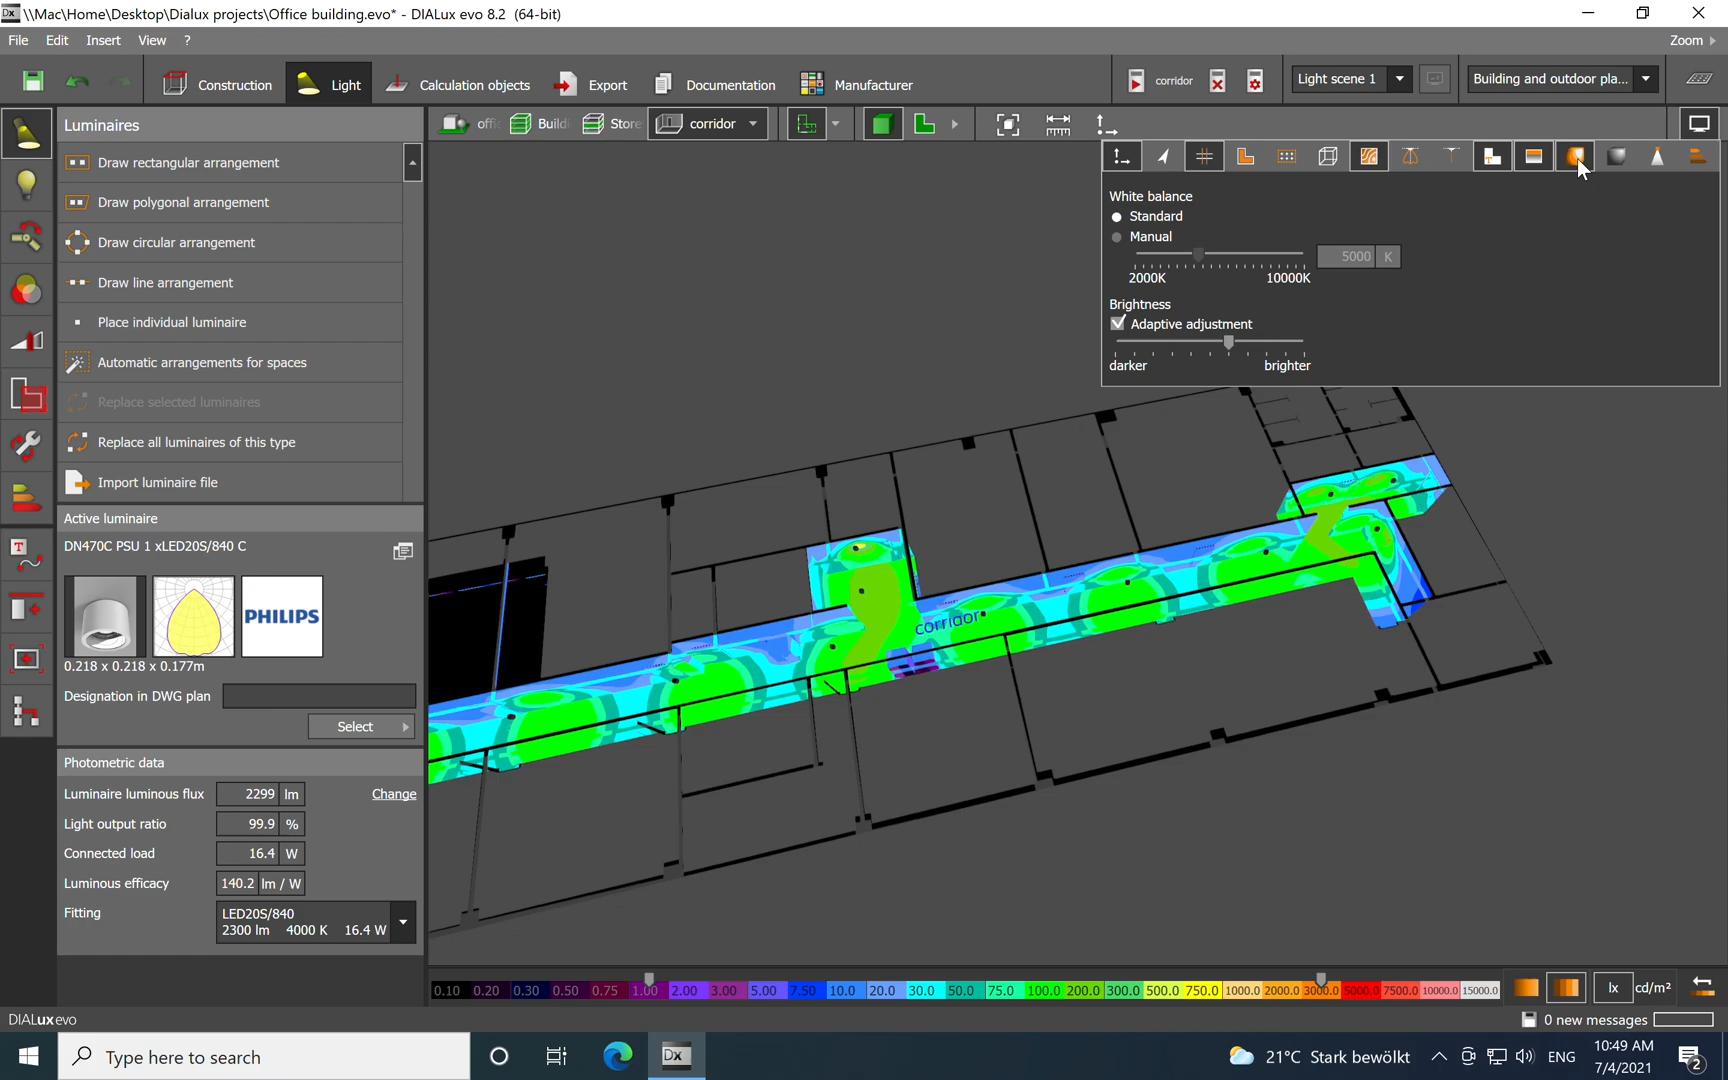 \\Mac\Home\Desktop\Dialux projects\Office building.evo* - DIALux evo 8.2 (64-bit)
File Edit Insert View ? Zoom
Construction Light Calculation objects Export Documentation Manufacturer corridor Light scene 1 Building and outdoor pla...
Luminaires
offi Buildi Store corridor
Draw rectangular arrangement
Draw polygonal arrangement
Draw circular arrangement
Draw line arrangement
Place individual luminaire
Automatic arrangements for spaces
Replace selected luminaires
Replace all luminaires of this type
Import luminaire file
White balance
Standard
Manual
5000 K
2000K 10000K
Brightness
Adaptive adjustment
darker brighter
Active luminaire
DN470C PSU 1 xLED20S/840 C
PHILIPS
0.218 x 0.218 x 0.177m
Designation in DWG plan
Select
Photometric data
Luminaire luminous flux 2299 lm Change
Light output ratio 99.9 %
Connected load 16.4 W
Luminous efficacy 140.2 lm / W
Fitting LED20S/840
2300 lm 4000 K 16.4 W
corridor
0.10 0.20 0.30 0.50 0.75 1.00 2.00 3.00 5.00 7.50 10.0 20.0 30.0 50.0 75.0 100.0 200.0 300.0 500.0 750.0 1000.0 2000.0 3000.0 5000.0 7500.0 10000.0 15000.0 lx cd/m²
DIALux evo 0 new messages
Type here to search
Dx
21°C Stark bewölkt ENG
10:49 AM
7/4/2021
2